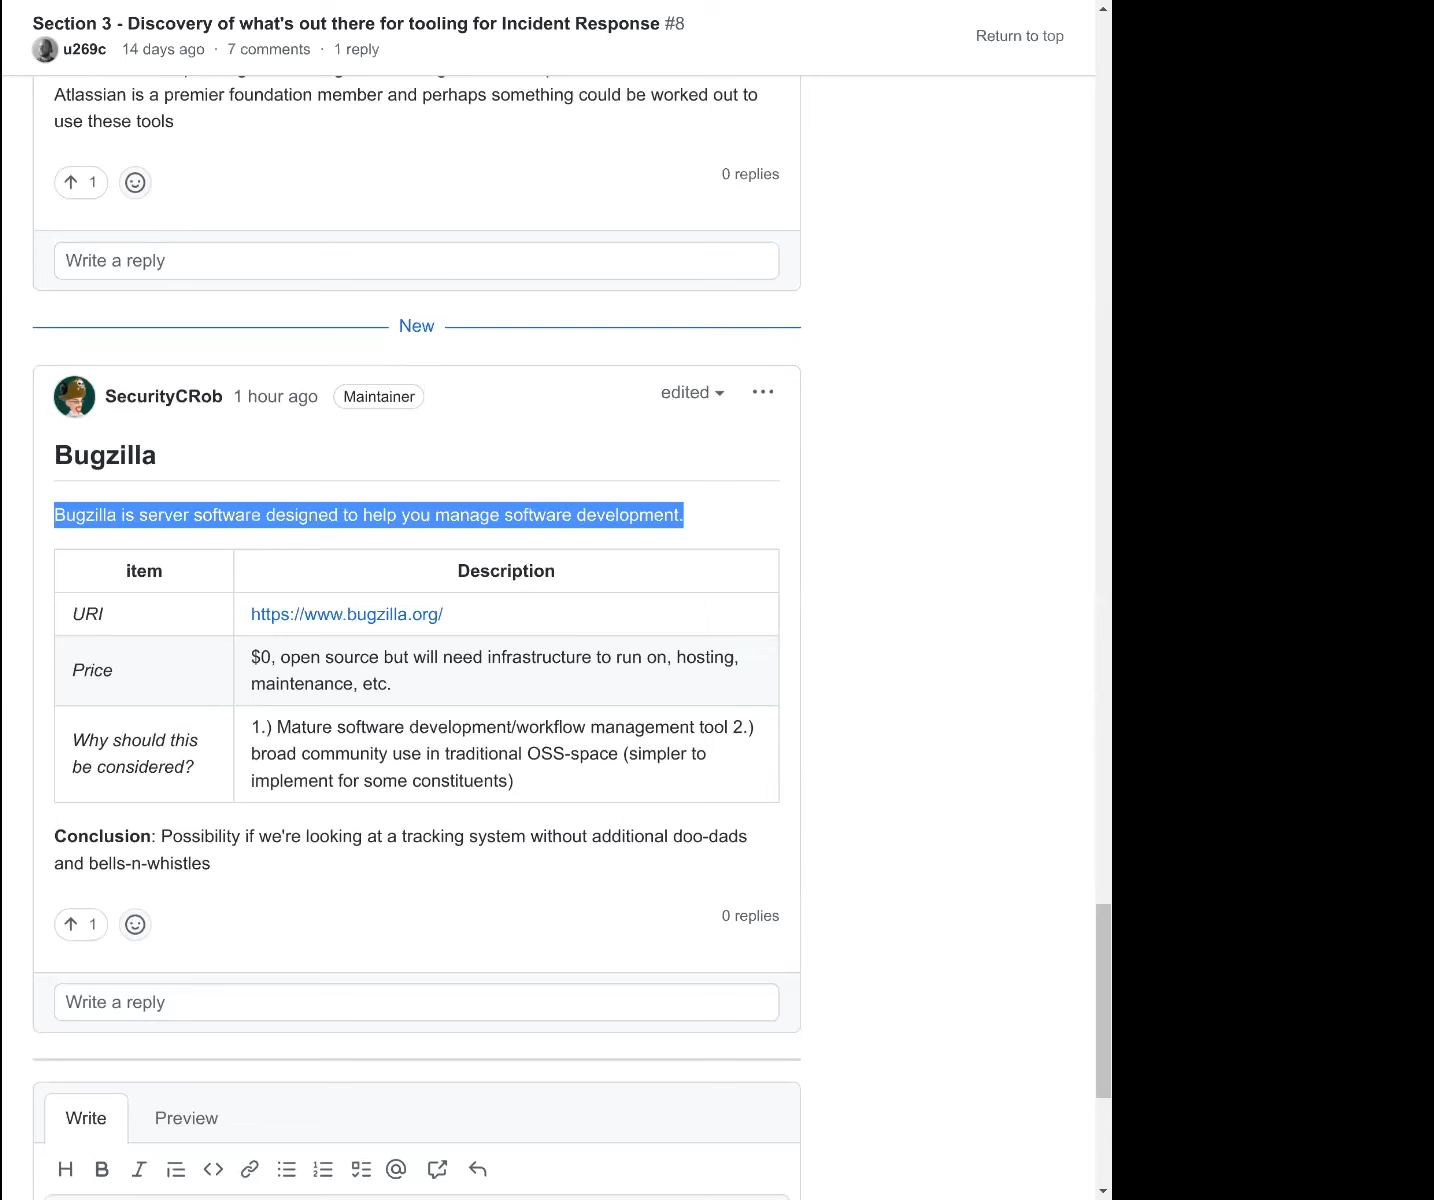 Section 3 - Discovery of what's out there for tooling for Incident Response #8
u269c 14 days ago · 7 comments · 1 reply
Return to top
Atlassian is a premier foundation member and perhaps something could be worked out to
use these tools
1
0 replies
Write a reply
New
SecurityCRob 1 hour ago Maintainer
edited
Bugzilla
Bugzilla is server software designed to help you manage software development.
item Description
URI https://www.bugzilla.org/
Price
$0, open source but will need infrastructure to run on, hosting,
maintenance, etc.
Why should this
be considered?
1.) Mature software development/workflow management tool 2.)
broad community use in traditional OSS-space (simpler to
implement for some constituents)
Conclusion: Possibility if we're looking at a tracking system without additional doo-dads
and bells-n-whistles
1
0 replies
Write a reply
Write Preview